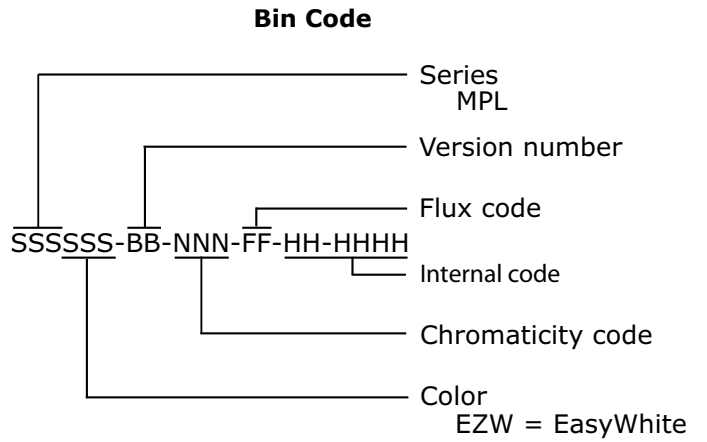 Bin Code
Series
MPL
Version number
Flux code
SSSSSS-BB-NNN-FF-HH-HHHH
Internal code
Chromaticity code
Color
EZW = EasyWhite